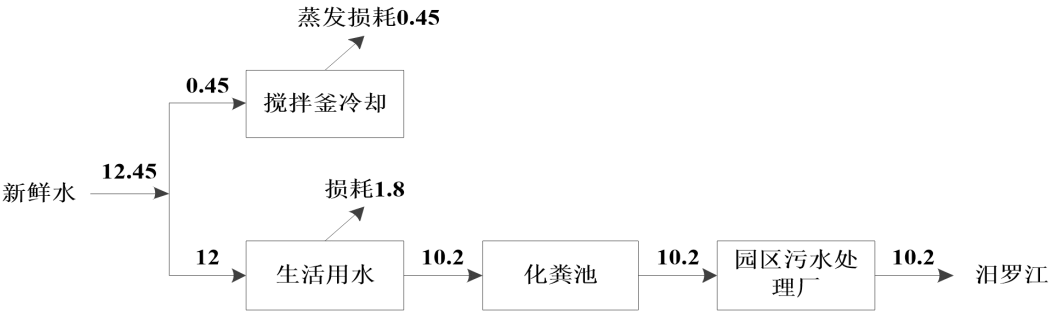 蒸发损耗0.45
0.45
搅拌釜冷却
新鲜水
12.45
损耗1.8
12
生活用水
10.2
化粪池
10.2
园区污水处
理厂
10.2
汨罗江